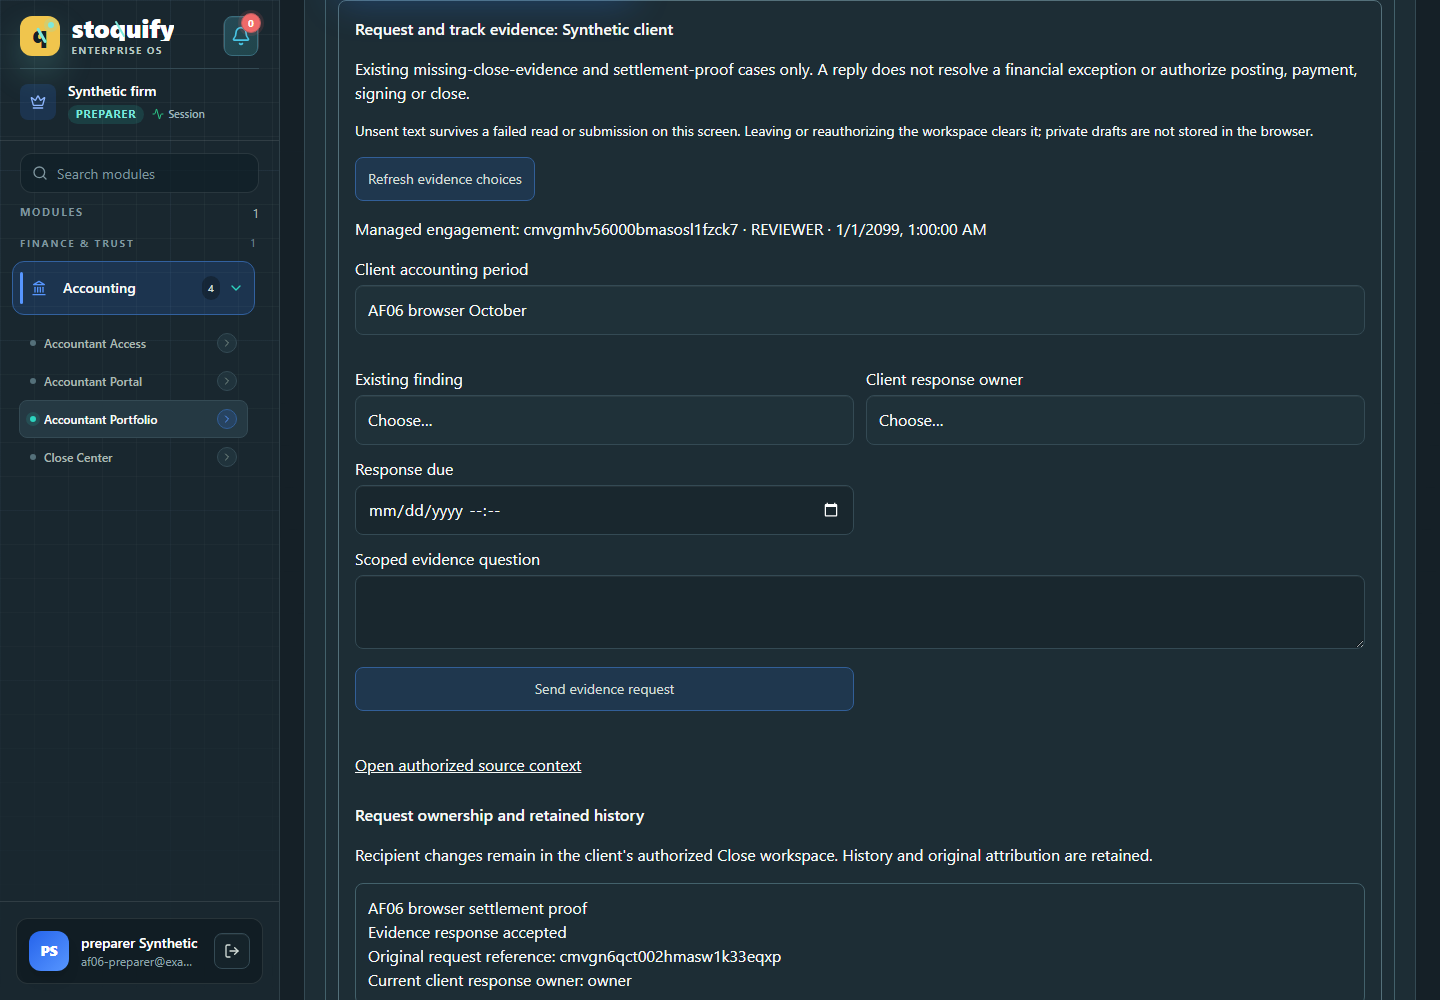 stoquify
ENTERPRISE OS
0
Synthetic firm
PREPARER
Session
Search modules
MODULES
1
FINANCE & TRUST
1
Accounting
4
Accountant Access
Accountant Portal
Accountant Portfolio
Close Center
PS
preparer Synthetic
af06-preparer@exa...
Request and track evidence: Synthetic client
Existing missing-close-evidence and settlement-proof cases only. A reply does not resolve a financial exception or authorize posting, payment,
signing or close.
Unsent text survives a failed read or submission on this screen. Leaving or reauthorizing the workspace clears it; private drafts are not stored in the browser.
Refresh evidence choices
Managed engagement: cmvgmhv56000bmasosl1fzck7 · REVIEWER · 1/1/2099, 1:00:00 AM
Client accounting period
AF06 browser October
Existing finding
Client response owner
Choose...
Choose...
Response due
mm/dd/yyyy --:--
Scoped evidence question
Send evidence request
Open authorized source context
Request ownership and retained history
Recipient changes remain in the client's authorized Close workspace. History and original attribution are retained.
AF06 browser settlement proof
Evidence response accepted
Original request reference: cmvgn6qct002hmasw1k33eqxp
Current client response owner: owner